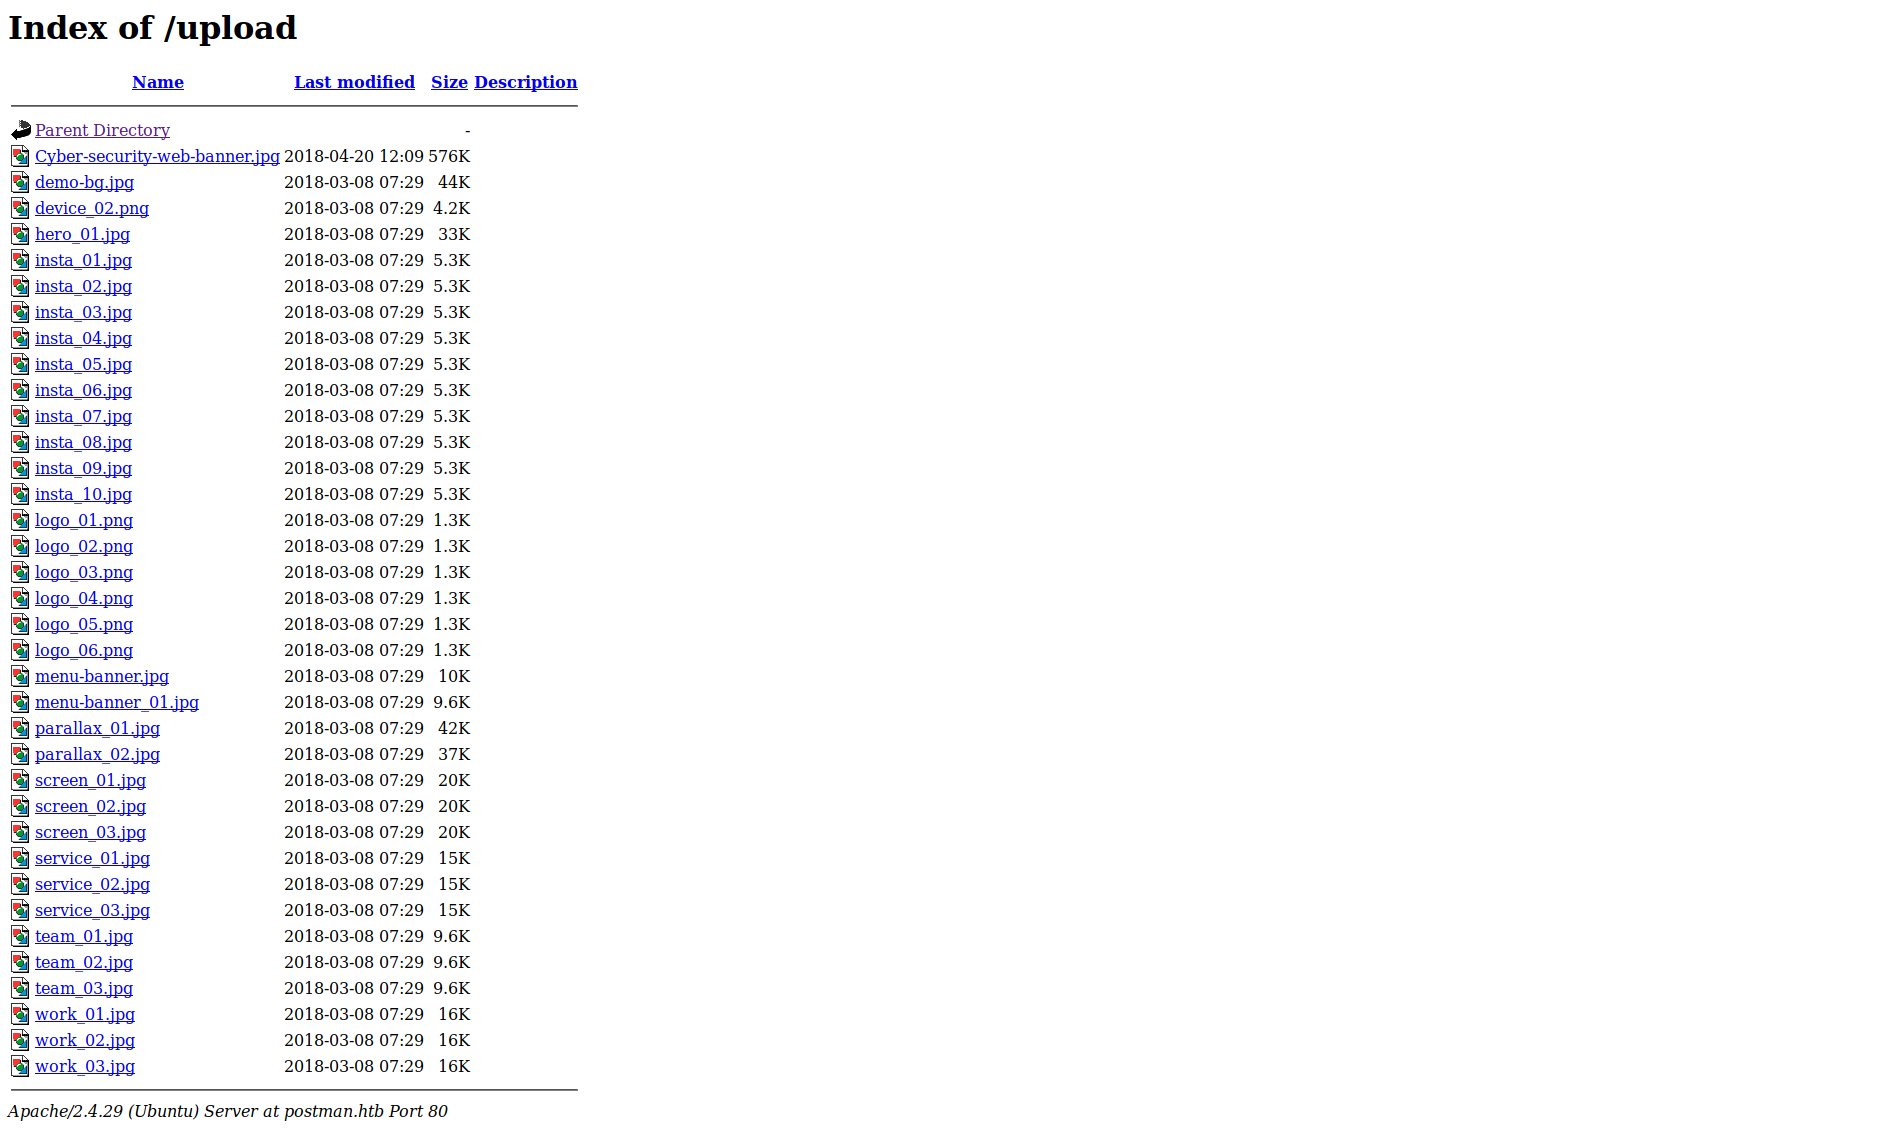 Index of /upload
Name Last modified Size Description
Parent Directory -
Cyber-security-web-banner.jpg 2018-04-20 12:09 576K
demo-bg.jpg 2018-03-08 07:29 44K
device_02.png 2018-03-08 07:29 4.2K
hero_01.jpg 2018-03-08 07:29 33K
insta_01.jpg 2018-03-08 07:29 5.3K
insta_02.jpg 2018-03-08 07:29 5.3K
insta_03.jpg 2018-03-08 07:29 5.3K
insta_04.jpg 2018-03-08 07:29 5.3K
insta_05.jpg 2018-03-08 07:29 5.3K
insta_06.jpg 2018-03-08 07:29 5.3K
insta_07.jpg 2018-03-08 07:29 5.3K
insta_08.jpg 2018-03-08 07:29 5.3K
insta_09.jpg 2018-03-08 07:29 5.3K
insta_10.jpg 2018-03-08 07:29 5.3K
logo_01.png 2018-03-08 07:29 1.3K
logo_02.png 2018-03-08 07:29 1.3K
logo_03.png 2018-03-08 07:29 1.3K
logo_04.png 2018-03-08 07:29 1.3K
logo_05.png 2018-03-08 07:29 1.3K
logo_06.png 2018-03-08 07:29 1.3K
menu-banner.jpg 2018-03-08 07:29 10K
menu-banner_01.jpg 2018-03-08 07:29 9.6K
parallax_01.jpg 2018-03-08 07:29 42K
parallax_02.jpg 2018-03-08 07:29 37K
screen_01.jpg 2018-03-08 07:29 20K
screen_02.jpg 2018-03-08 07:29 20K
screen_03.jpg 2018-03-08 07:29 20K
service_01.jpg 2018-03-08 07:29 15K
service_02.jpg 2018-03-08 07:29 15K
service_03.jpg 2018-03-08 07:29 15K
team_01.jpg 2018-03-08 07:29 9.6K
team_02.jpg 2018-03-08 07:29 9.6K
team_03.jpg 2018-03-08 07:29 9.6K
work_01.jpg 2018-03-08 07:29 16K
work_02.jpg 2018-03-08 07:29 16K
work_03.jpg 2018-03-08 07:29 16K
Apache/2.4.29 (Ubuntu) Server at postman.htb Port 80